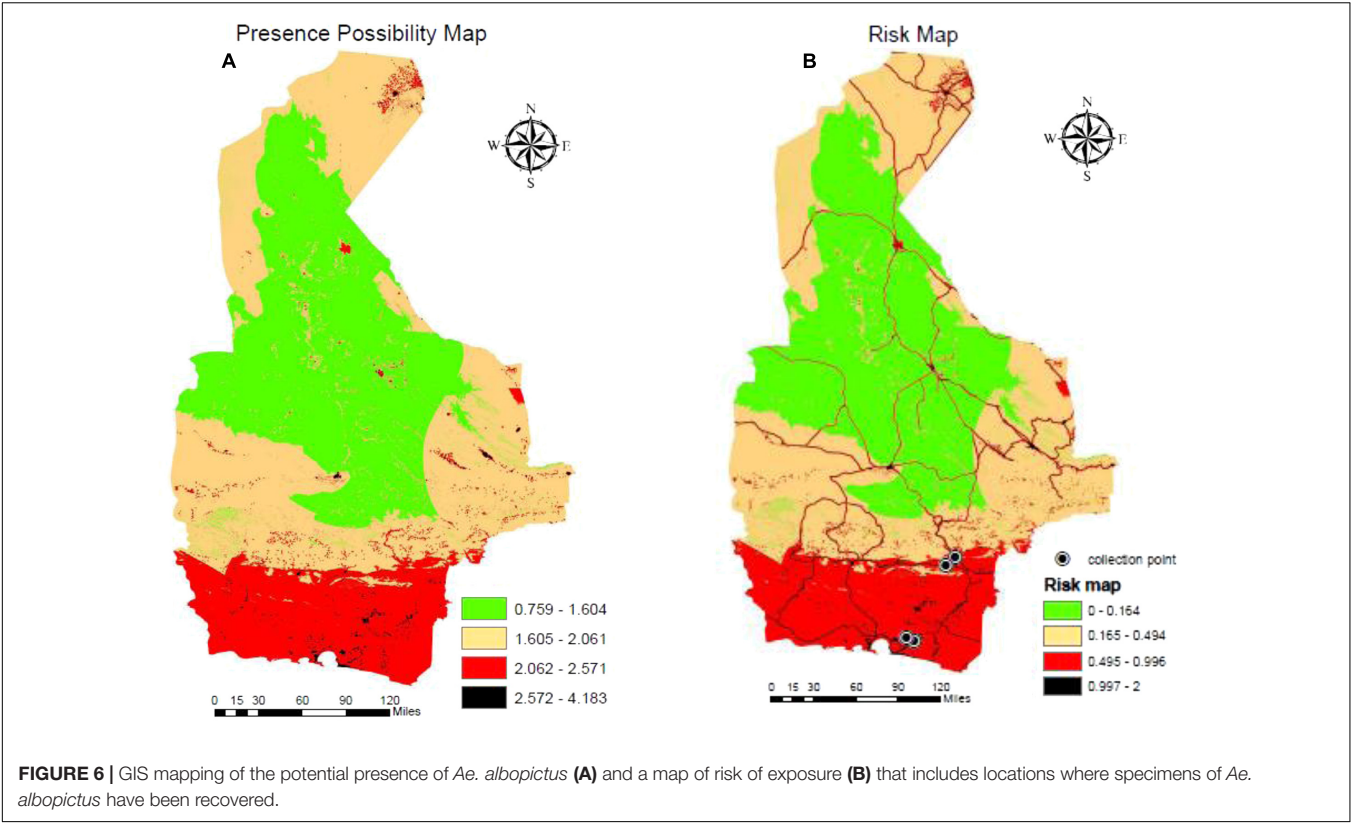 Presence Possibility Map
A
N
W E
S
0.759 - 1.604
1.605 - 2.061
2.062 - 2.571
2.572 - 4.183
0 15 30 60 90 120
Miles
Risk Map
B
N
W E
S
collection point
Risk map
0 - 0.164
0.165 - 0.494
0.495 - 0.996
0.997 - 2
0 15 30 60 90 120
Miles
FIGURE 6 | GIS mapping of the potential presence of Ae. albopictus (A) and a map of risk of exposure (B) that includes locations where specimens of Ae.
albopictus have been recovered.